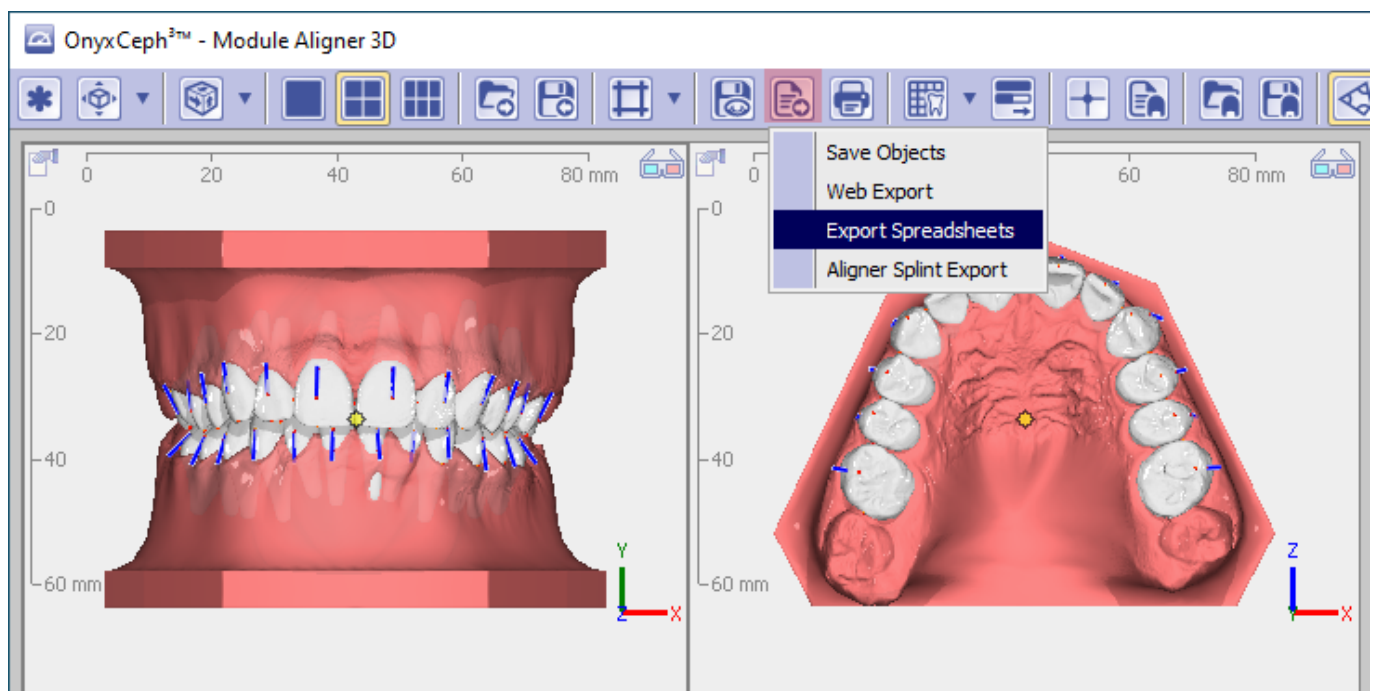 OnyxCeph³™ - Module Aligner 3D
Save Objects
Web Export
Export Spreadsheets
Aligner Splint Export
0 20 40 60 80 mm
0
-20
-40
-60 mm
Y
Z X
0 60 80 mm
0
-20
-40
-60 mm
Z
Y X